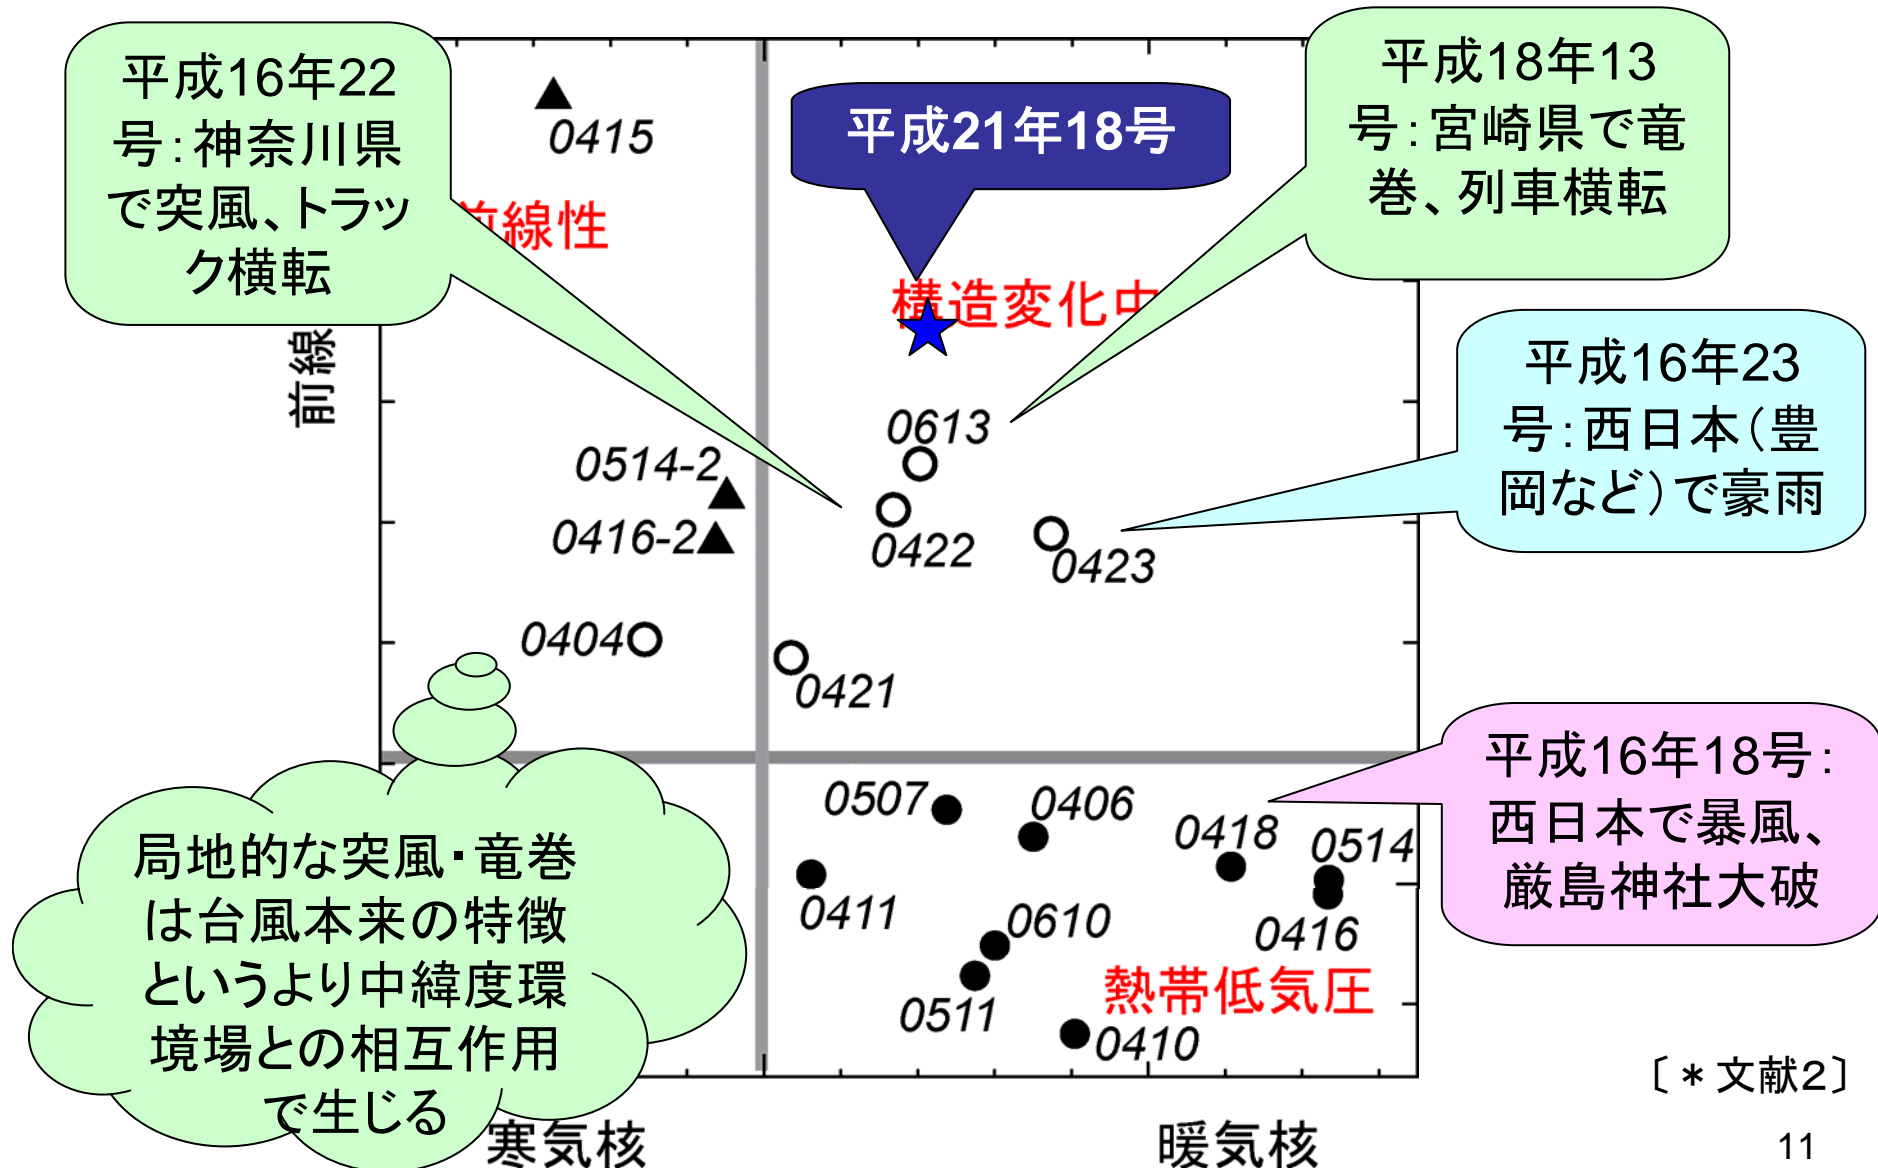 平成16年22
号：神奈川県
で突風、トラッ
ク横転
0415
前線性
平成21年18号
平成18年13
号：宮崎県で竜
巻、列車横転
構造変化中
前線
平成16年23
号：西日本（豊
岡など）で豪雨
0613
0514-2
0416-2
0422
0423
0404
0421
平成16年18号：
西日本で暴風、
厳島神社大破
0507
0406
0418
0514
0411
0610
0416
0511
熱帯低気圧
0410
局地的な突風・竜巻
は台風本来の特徴
というより中緯度環
境場との相互作用
で生じる
寒気核
暖気核
〔＊文献２〕
11